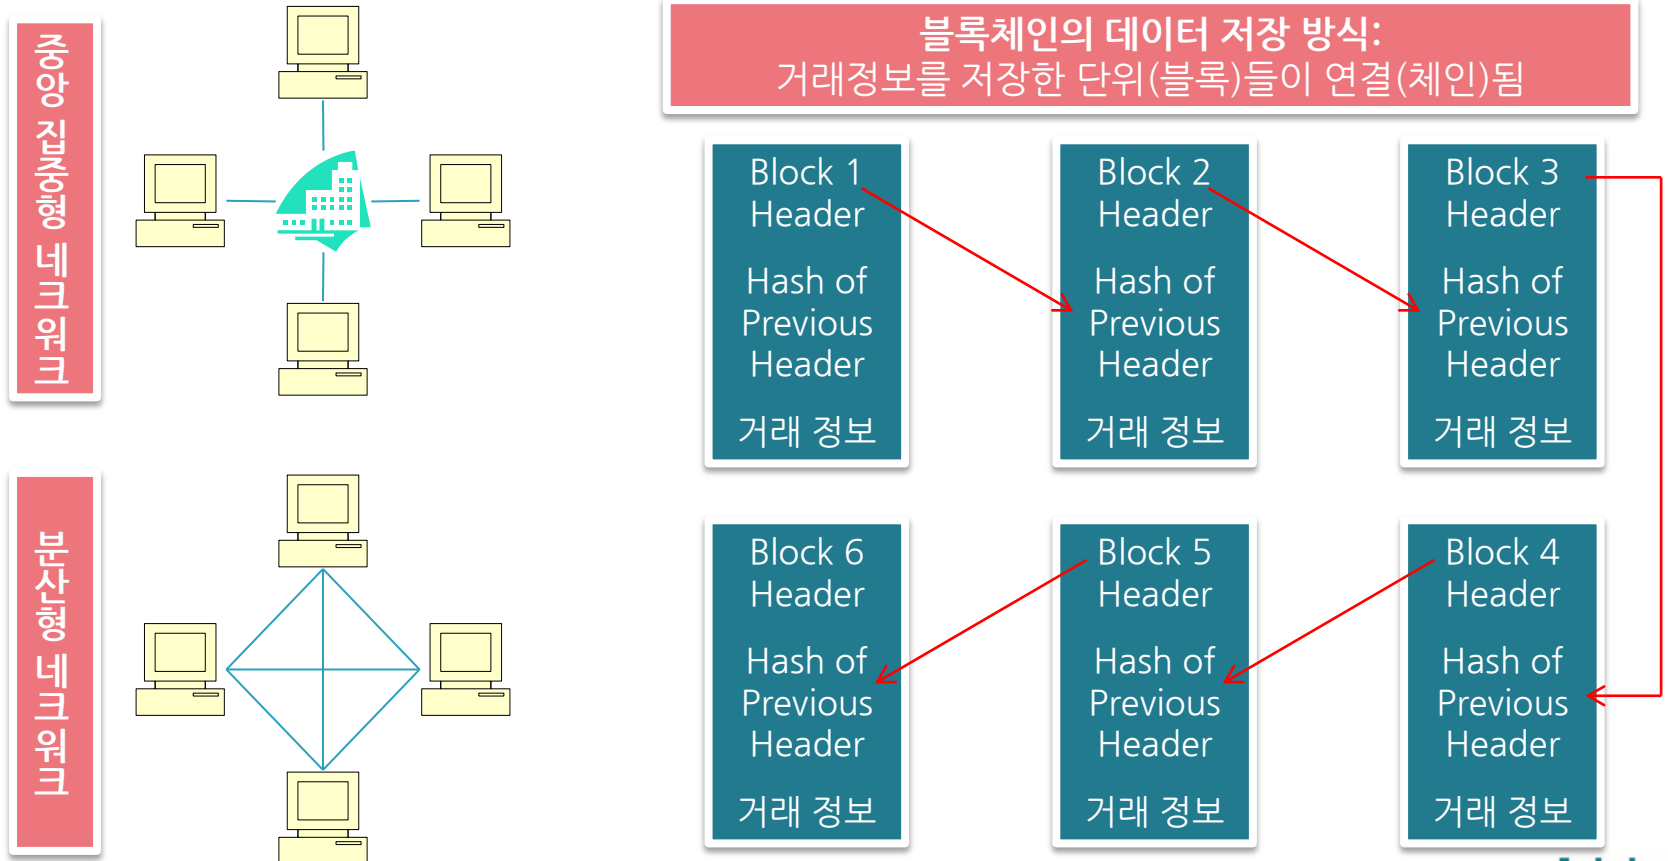 중앙 집중형 네크워크
블록체인의 데이터 저장 방식:
거래정보를 저장한 단위(블록)들이 연결(체인)됨
Block 1
Header
Hash of
Previous
Header
거래 정보
Block 2
Header
Hash of
Previous
Header
거래 정보
Block 3
Header
Hash of
Previous
Header
거래 정보
분산형 네크워크
Block 6
Header
Hash of
Previous
Header
거래 정보
Block 5
Header
Hash of
Previous
Header
거래 정보
Block 4
Header
Hash of
Previous
Header
거래 정보